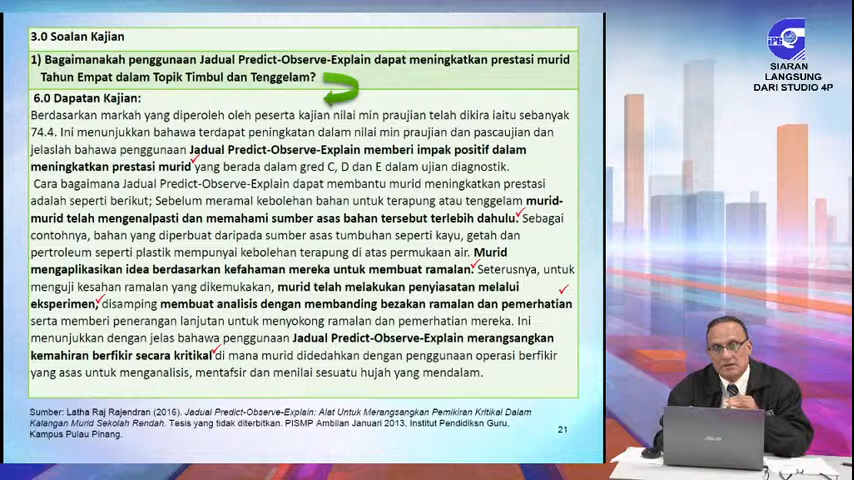 3.0 Soalan Kajian
1) Bagaimanakah penggunaan Jadual Predict-Observe-Explain dapat meningkatkan prestasi murid
Tahun Empat dalam Topik Timbul dan Tenggelam?
6.0 Dapatan Kajian:
Berdasarkan markah yang diperoleh oleh peserta kajian nilai min praujian telah dikira iaitu sebanyak
74.4. Ini menunjukkan bahawa terdapat peningkatan dalam nilai min praujian dan pascaujian dan
jelaslah bahawa penggunaan Jadual Predict-Observe-Explain memberi impak positif dalam
meningkatkan prestasi murid yang berada dalam gred C, D dan E dalam ujian diagnostik.
Cara bagaimana Jadual Predict-Observe-Explain dapat membantu murid meningkatkan prestasi
adalah seperti berikut; Sebelum meramal kebolehan bahan untuk terapung atau tenggelam murid-
murid telah mengenalpasti dan memahami sumber asas bahan tersebut terlebih dahulu. Sebagai
contohnya, bahan yang diperbuat daripada sumber asas tumbuhan seperti kayu, getah dan
pertroleum seperti plastik mempunyai kebolehan terapung di atas permukaan air. Murid
mengaplikasikan idea berdasarkan kefahaman mereka untuk membuat ramalan. Seterusnya, untuk
menguji kesahan ramalan yang dikemukakan, murid telah melakukan penyiasatan melalui
eksperimen, disamping membuat analisis dengan membanding bezakan ramalan dan pemerhatian
serta memberi penerangan lanjutan untuk menyokong ramalan dan pemerhatian mereka. Ini
menunjukkan dengan jelas bahawa penggunaan Jadual Predict-Observe-Explain merangsangkan
kemahiran berfikir secara kritikal di mana murid didedahkan dengan penggunaan operasi berfikir
yang asas untuk menganalisis, mentafsir dan menilai sesuatu hujah yang mendalam.
Sumber: Latha Raj Rajendran (2016). Jadual Predict-Observe-Explain: Alat Untuk Merangsangkan Pemikiran Kritikal Dalam
Kalangan Murid Sekolah Rendah. Tesis yang tidak diterbitkan. PISMP Ambilan Januari 2013, Institut Pendidiksn Guru,
Kampus Pulau Pinang.
21
SIARAN
LANGSUNG
DARI STUDIO 4P
ASUS